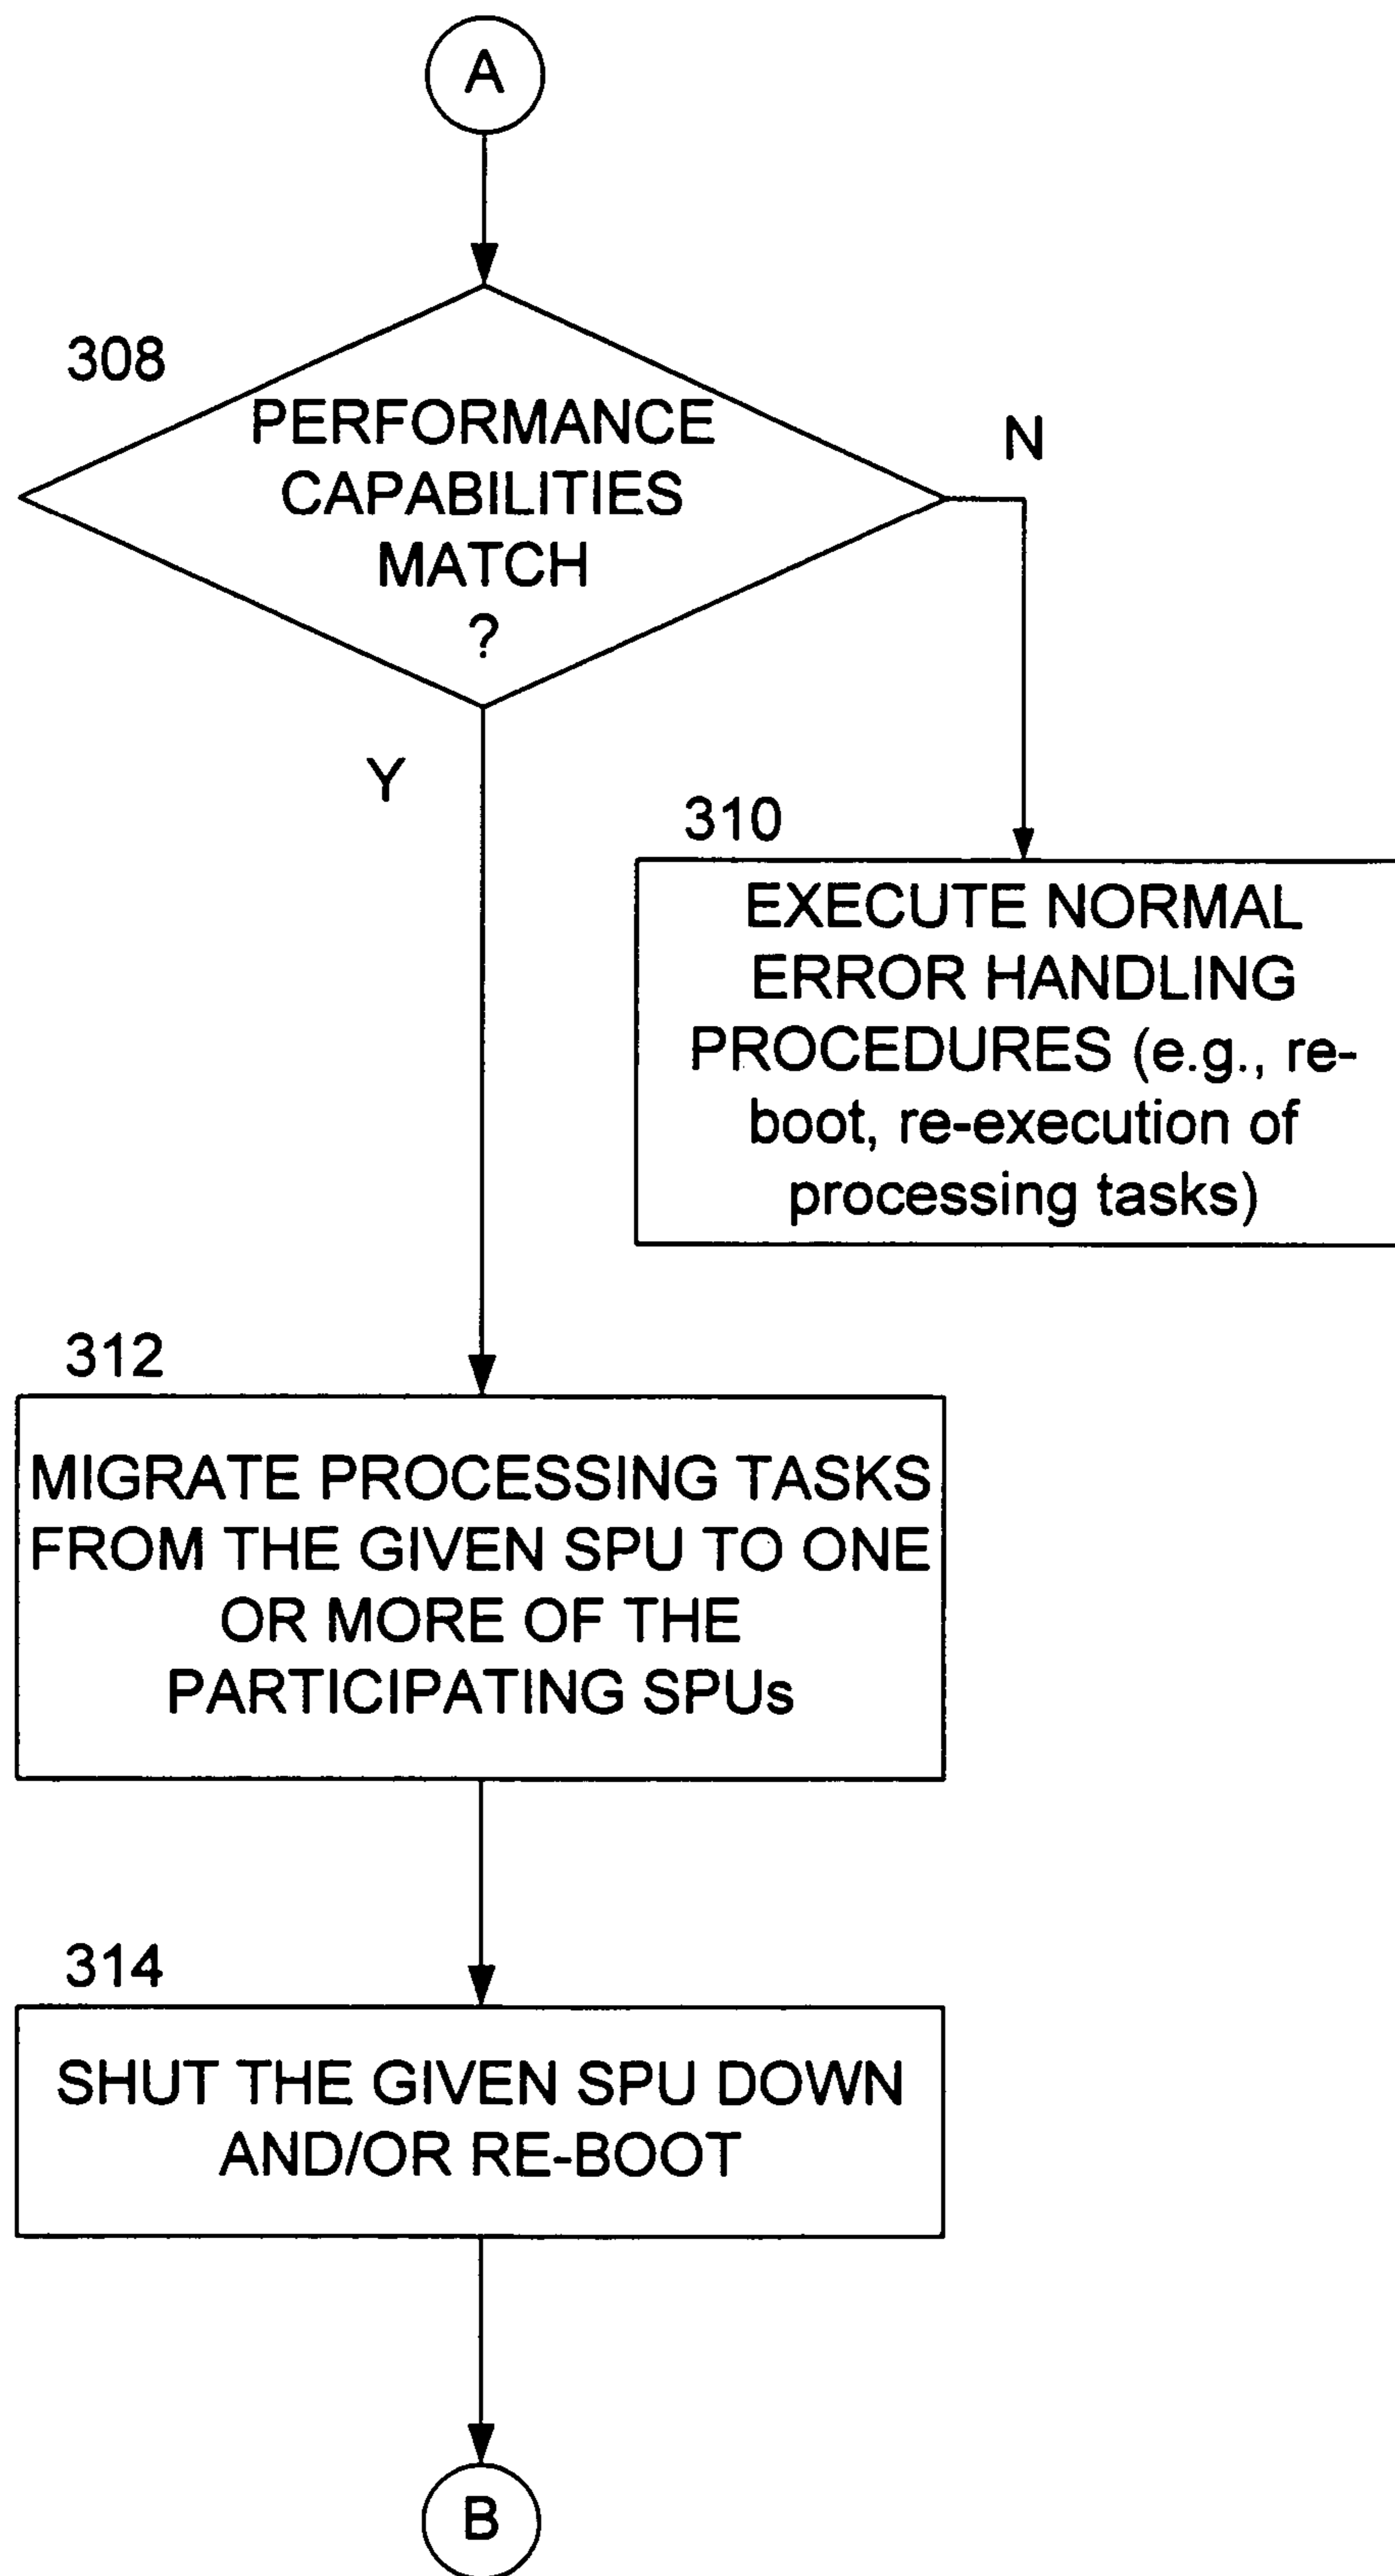 A
308
PERFORMANCE
CAPABILITIES
MATCH
?
N
Y
310
EXECUTE NORMAL
ERROR HANDLING
PROCEDURES (e.g., re-
boot, re-execution of
processing tasks)
312
MIGRATE PROCESSING TASKS
FROM THE GIVEN SPU TO ONE
OR MORE OF THE
PARTICIPATING SPUs
314
SHUT THE GIVEN SPU DOWN
AND/OR RE-BOOT
B